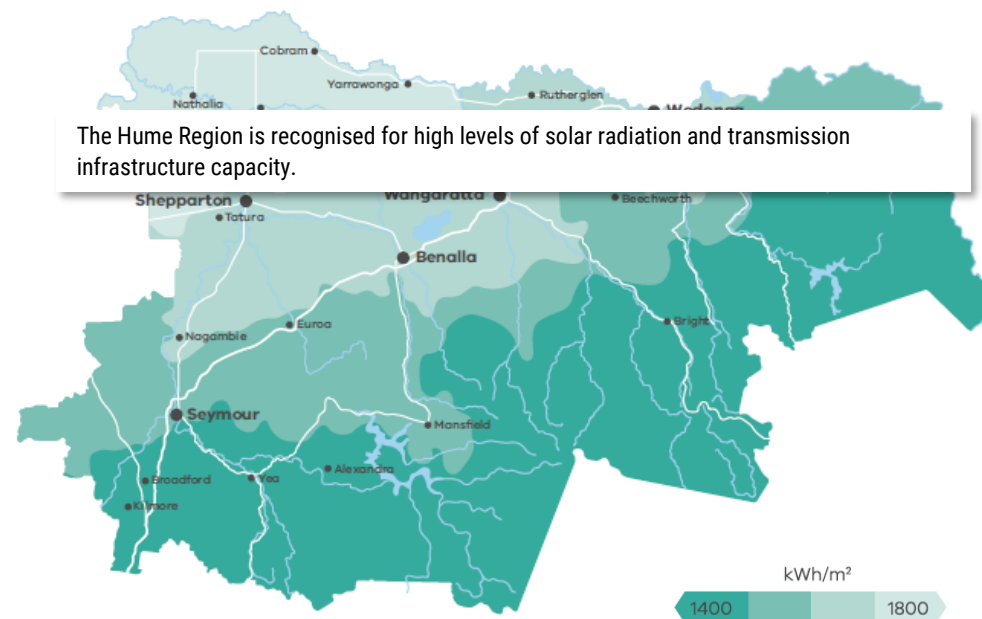 Cobram
Yarrawonga
Rutherglen
Nathalia
Wodonga
The Hume Region is recognised for high levels of solar radiation and transmission
infrastructure capacity.
Wangaratta
Shepparton
Beechworth
Tatura
Benalla
Bright
Euroa
Nagambie
Seymour
Mansfield
Alexandra
Broadford
Yea
Kilmore
kWh/m²
1400
1800